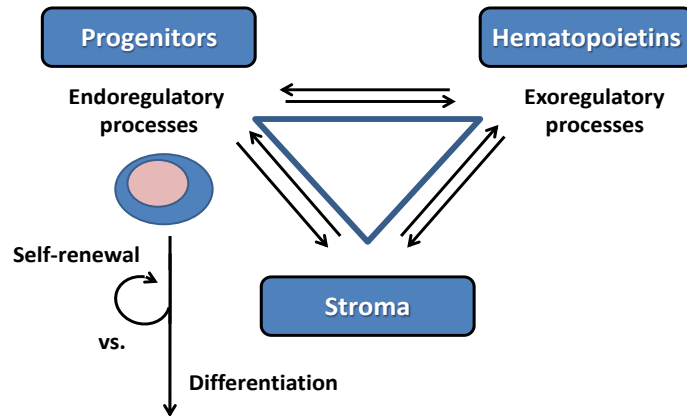 Progenitors
Hematopoietins
Endoregulatory
processes
Exoregulatory
processes
Self-renewal
vs.
Stroma
Differentiation